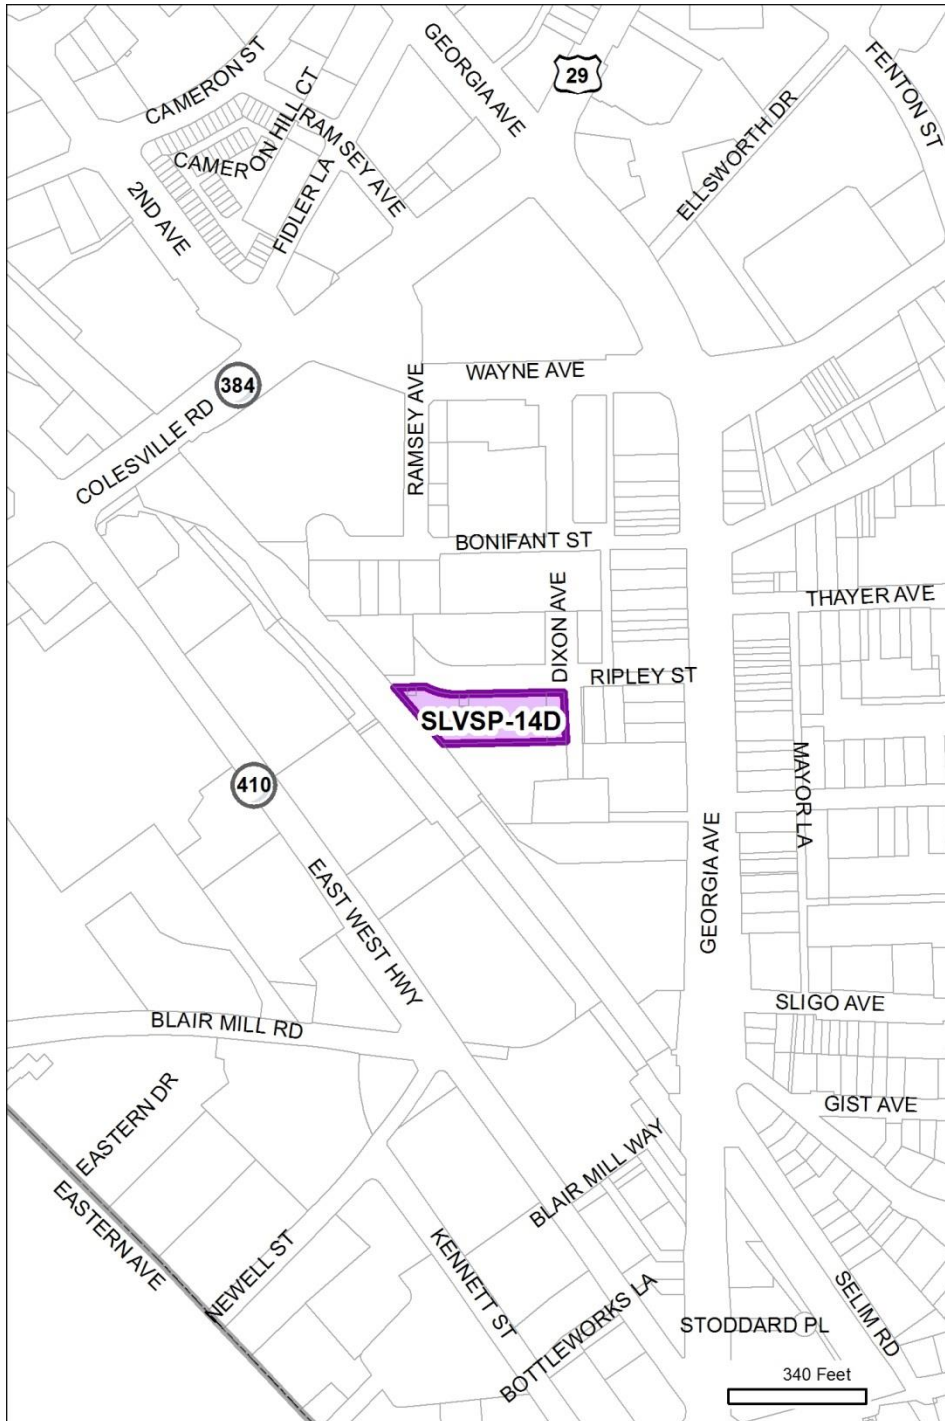 CAMERON ST
GEORGIA AVE
29
FENTON ST
CAMERON HILL CT
RAMSEY AVE
ELLSWORTH DR
2ND AVE
FIDLER LA
384
WAYNE AVE
RAMSEY AVE
COLESVILLE RD
BONIFANT ST
DIXON AVE
THAYER AVE
RIPLEY ST
SLVSP-14D
410
MAYOR LA
EAST WEST HWY
GEORGIA AVE
SLIGO AVE
BLAIR MILL RD
EASTERN DR
GIST AVE
BLAIR MILL WAY
EASTERN AVE
NEWELL ST
KENNETT ST
BOTTLEWORKS LA
SELIM RD
STODDARD PL
340 Feet